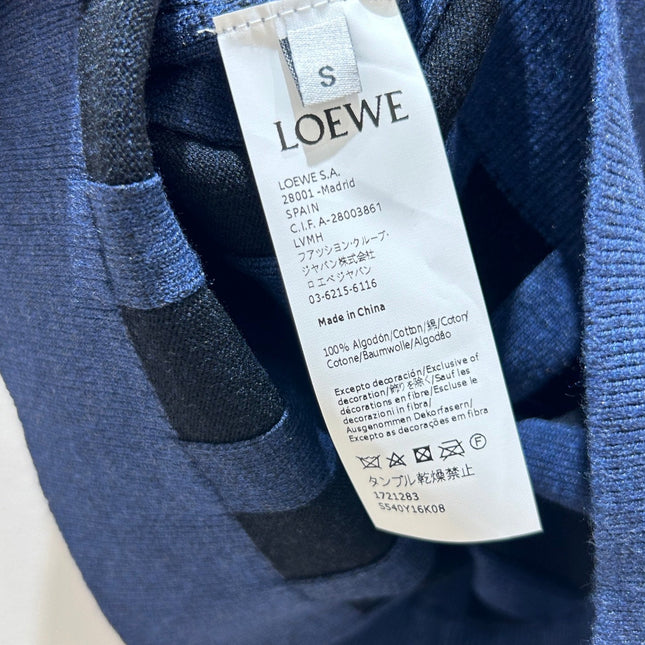 S
LOEWE
LOEWE S.A.
28001 -Madrid
SPAIN
C.I.F. A-28003861
LVMH
ファッション・グループ・
ジャパン株式会社
ロエベジャパン
03-6215-6116
Made in China
100% Algodón/Cotton/綿/Cotory
Cotone/Baumwolle/Algodão
Excepto decoración/Exclusive of
decoration/飾りを除く/Sauf les
décorations en fibre/Escluse le
decorazioni in fibra/
Ausgenommen Dekorfasern/
Excepto as decorações em fibra
F
タンブル乾燥禁止
1721283
S540Y16K08